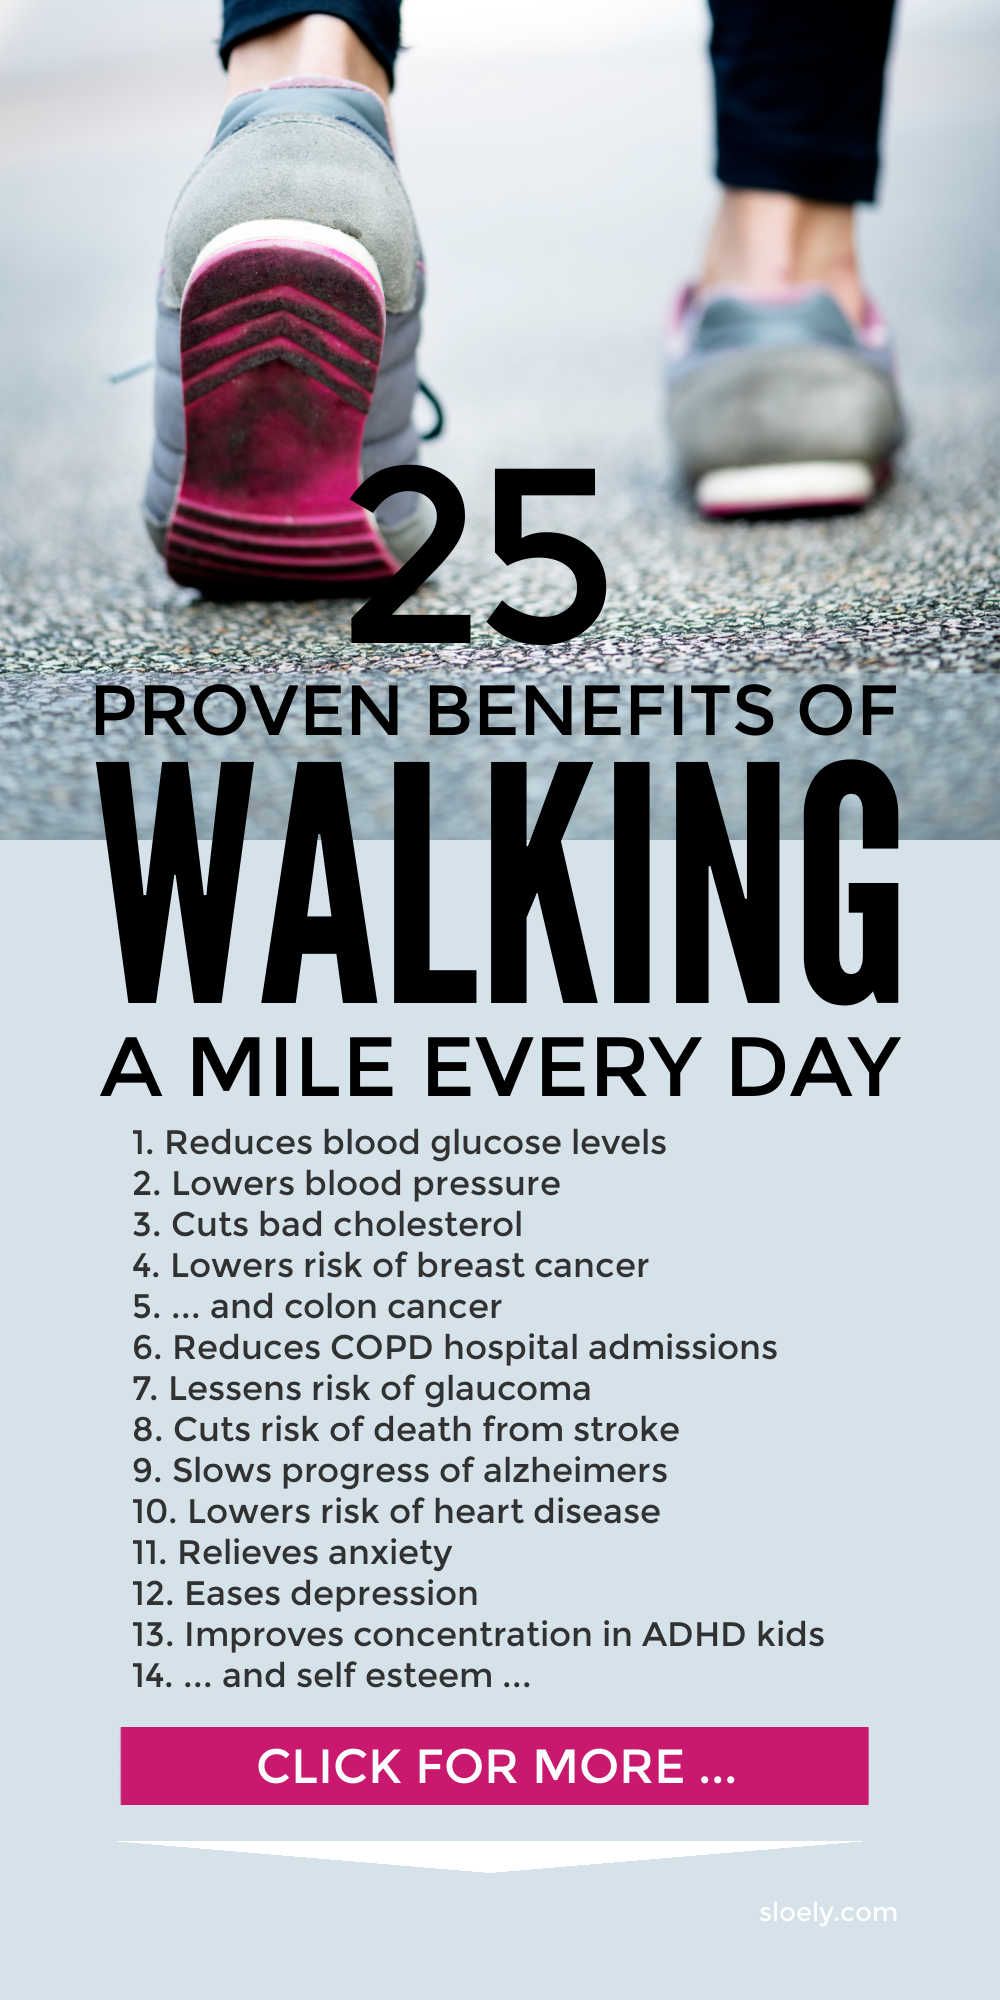 25
PROVEN BENEFITS OF
WALKING
A MILE EVERY DAY
1. Reduces blood glucose levels
2. Lowers blood pressure
3. Cuts bad cholesterol
4. Lowers risk of breast cancer
5. ... and colon cancer
6. Reduces COPD hospital admissions
7. Lessens risk of glaucoma
8. Cuts risk of death from stroke
9. Slows progress of alzheimers
10. Lowers risk of heart disease
11. Relieves anxiety
12. Eases depression
13. Improves concentration in ADHD kids
14. ... and self esteem ...
CLICK FOR MORE ...
sloely.com